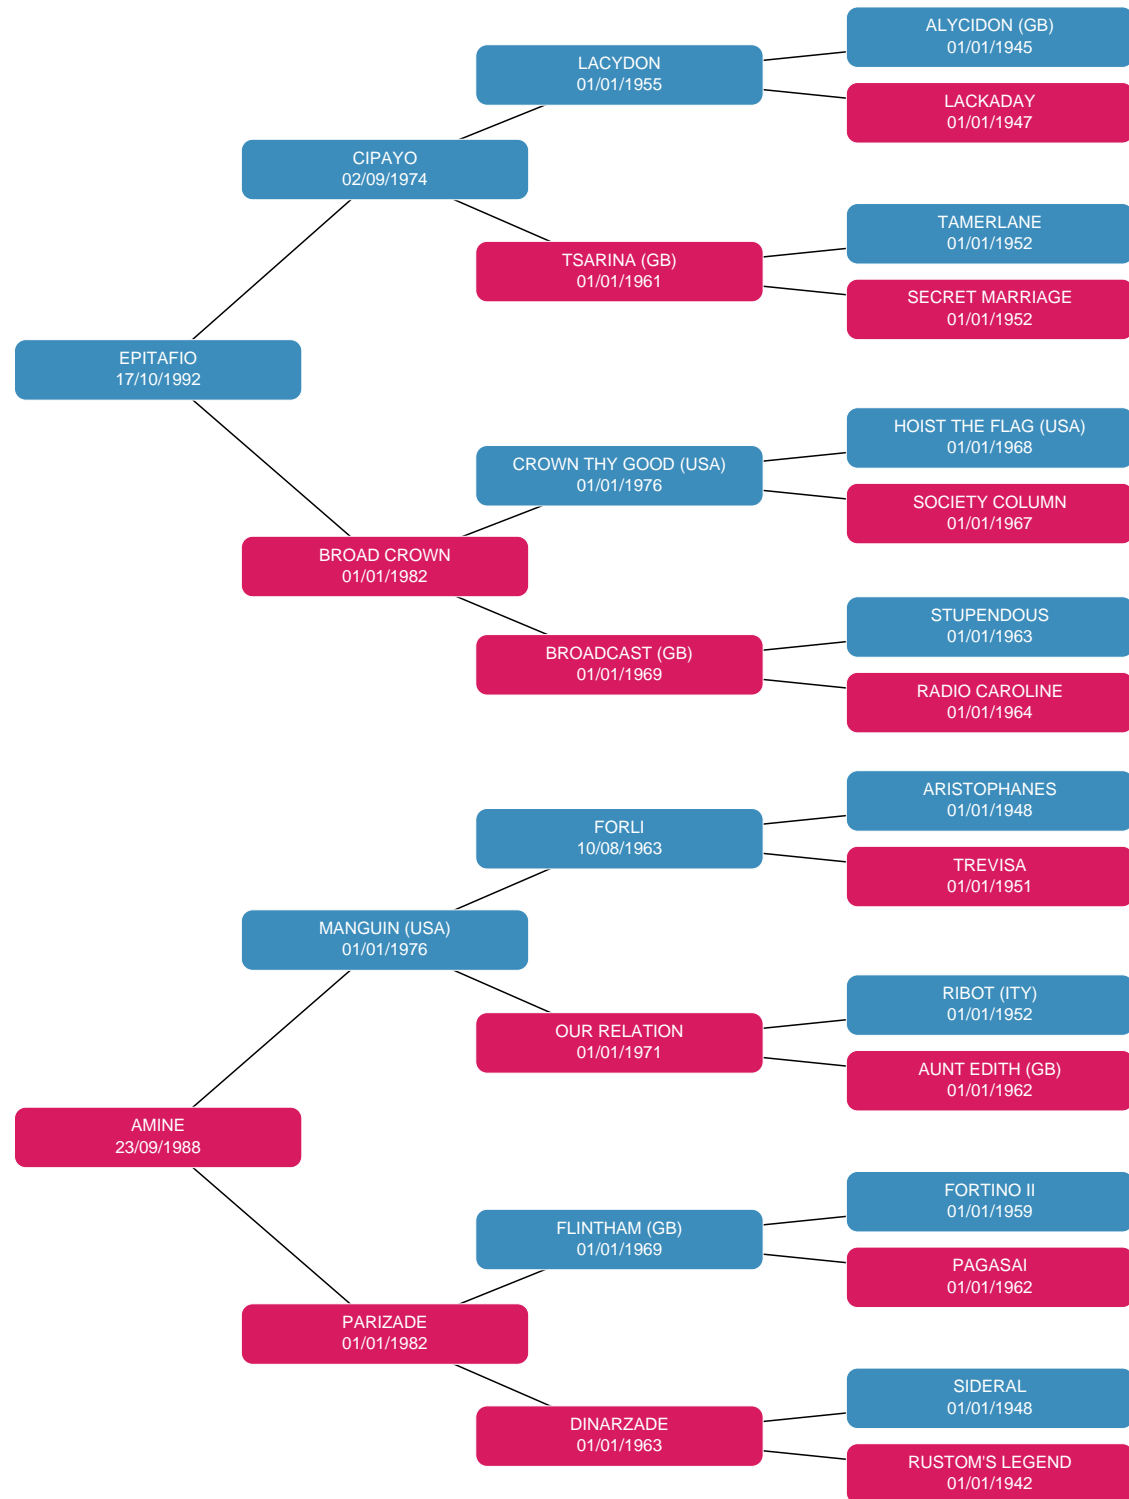 ALYCIDON (GB)
01/01/1945
LACYDON
01/01/1955
LACKADAY
01/01/1947
CIPAYO
02/09/1974
TAMERLANE
01/01/1952
TSARINA (GB)
01/01/1961
SECRET MARRIAGE
01/01/1952
EPITAFIO
17/10/1992
HOIST THE FLAG (USA)
01/01/1968
CROWN THY GOOD (USA)
01/01/1976
SOCIETY COLUMN
01/01/1967
BROAD CROWN
01/01/1982
STUPENDOUS
01/01/1963
BROADCAST (GB)
01/01/1969
RADIO CAROLINE
01/01/1964
ARISTOPHANES
01/01/1948
FORLI
10/08/1963
TREVISA
01/01/1951
MANGUIN (USA)
01/01/1976
RIBOT (ITY)
01/01/1952
OUR RELATION
01/01/1971
AUNT EDITH (GB)
01/01/1962
AMINE
23/09/1988
FORTINO II
01/01/1959
FLINTHAM (GB)
01/01/1969
PAGASAI
01/01/1962
PARIZADE
01/01/1982
SIDERAL
01/01/1948
DINARZADE
01/01/1963
RUSTOM'S LEGEND
01/01/1942